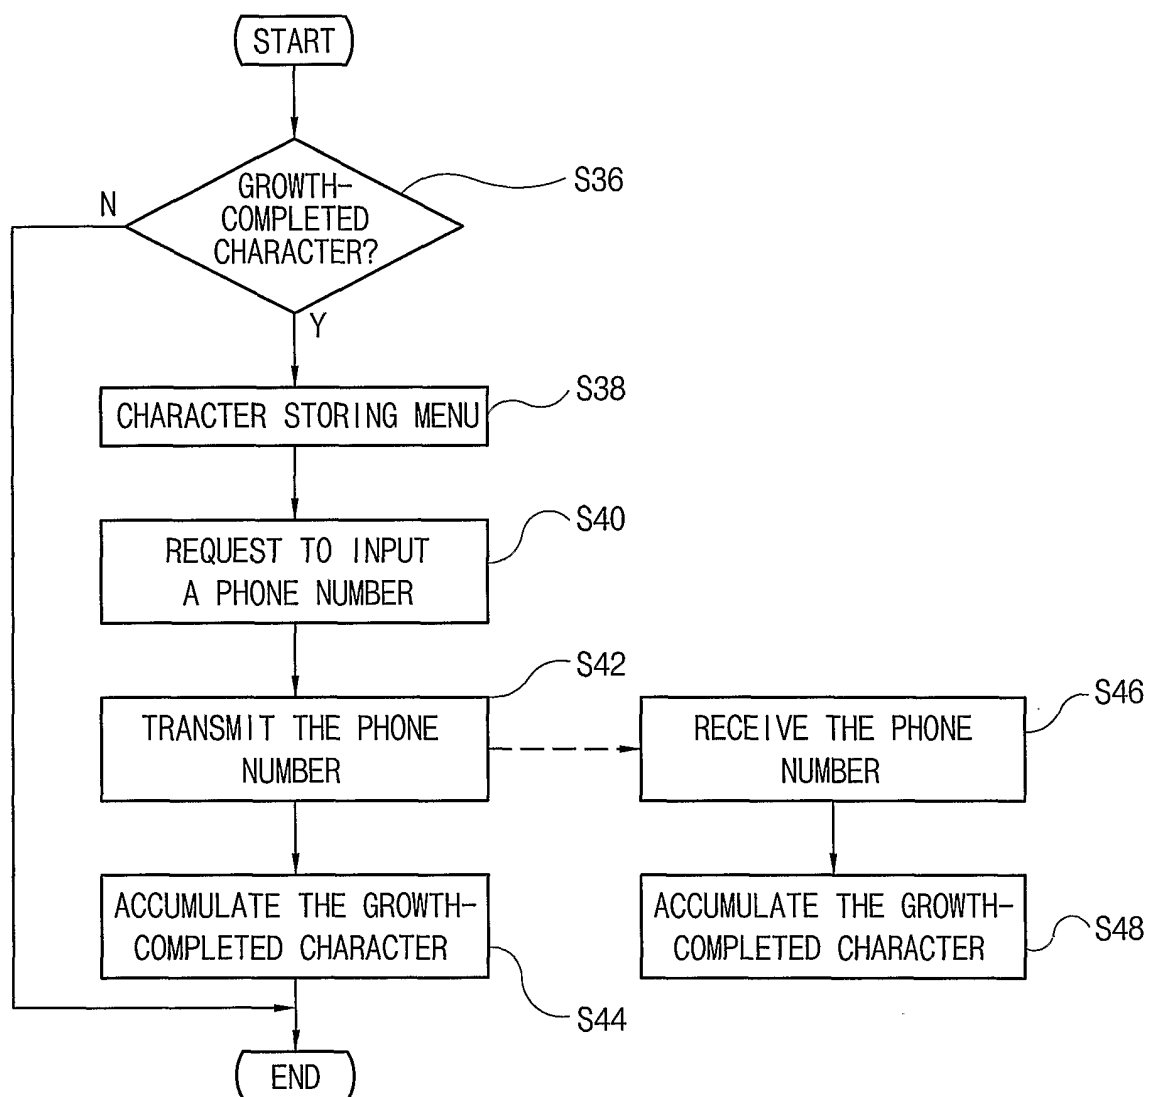 START
GROWTH-
COMPLETED
CHARACTER?
S36
N
Y
CHARACTER STORING MENU
S38
REQUEST TO INPUT
A PHONE NUMBER
S40
TRANSMIT THE PHONE
NUMBER
S42
RECEIVE THE PHONE
NUMBER
S46
ACCUMULATE THE GROWTH-
COMPLETED CHARACTER
S44
ACCUMULATE THE GROWTH-
COMPLETED CHARACTER
S48
END